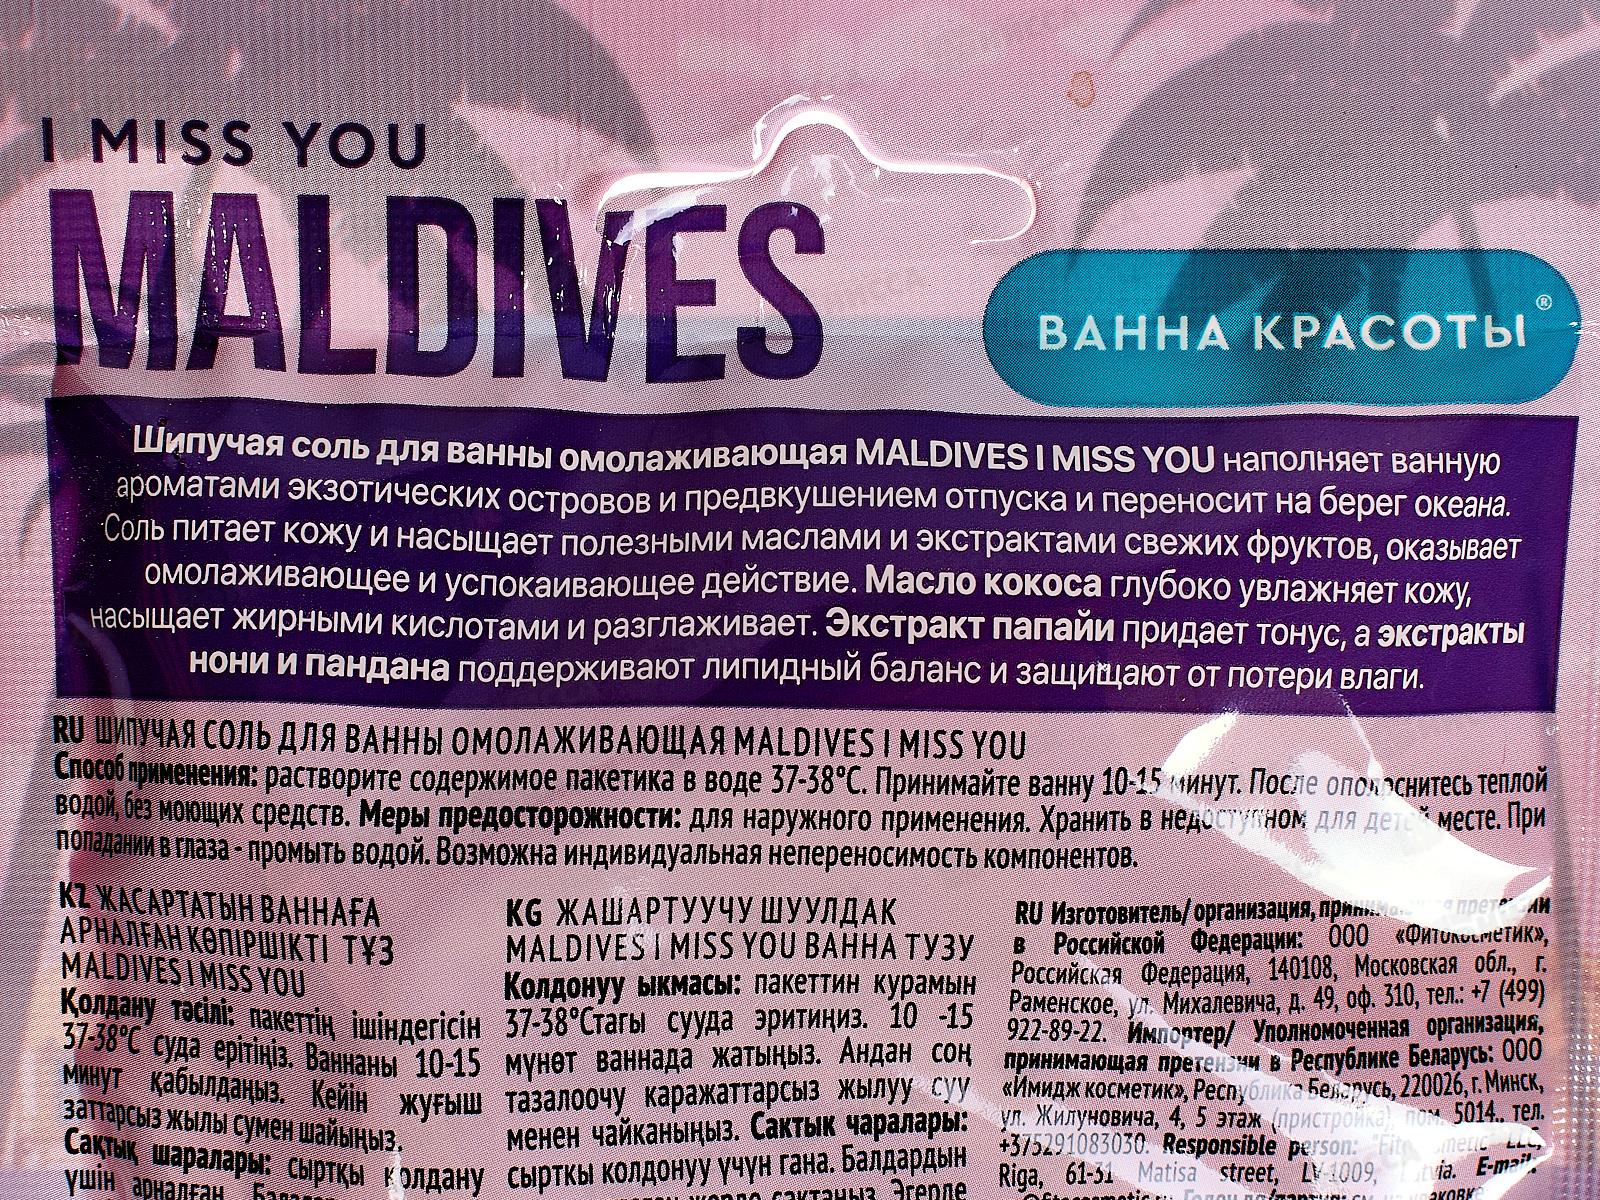 I MISS YOU
MALDIVES
ВАННА КРАСОТЫ®
Шипучая соль для ванны омолаживающая MALDIVES I MISS YOU наполняет ванную
ароматами экзотических островов и предвкушением отпуска и переносит на берег океана.
Соль питает кожу и насыщает полезными маслами и экстрактами свежих фруктов, оказывает
омолаживающее и успокаивающее действие. Масло кокоса глубоко увлажняет кожу,
насыщает жирными кислотами и разглаживает. Экстракт папайи придает тонус, а экстракты
нони и пандана поддерживают липидный баланс и защищают от потери влаги.
RU ШИПУЧАЯ СОЛЬ ДЛЯ ВАННЫ ОМОЛАЖИВАЮЩАЯ MALDIVES I MISS YOU
Способ применения: растворите содержимое пакетика в воде 37-38°С. Принимайте ванну 10-15 минут. После ополоснитесь теплой
водой, без моющих средств. Меры предосторожности: для наружного применения. Хранить в недоступном для детей месте. При
попадании в глаза - промыть водой. Возможна индивидуальная непереносимость компонентов.
KZ ЖАСАРТАТЫН ВАННАҒА
АРНАЛҒАН КӨПІРШІКТІ ТҰЗ
MALDIVES I MISS YOU
Қолдану тәсілі: пакеттің ішіндегісін
37-38°С суда ерітіңіз. Ваннаны 10-15
минут қабылдаңыз. Кейін жуғыш
заттарсыз жылы сумен шайыңыз.
Сақтық шаралары: сыртқы қолдану
үшін арналған.
KG ЖАШАРТУУЧУ ШУУЛДАК
MALDIVES I MISS YOU ВАННА ТУЗУ
Колдонуу ыкмасы: пакеттин курамын
37-38°Стагы сууда эритиңиз. 10 -15
мүнөт ваннада жатыңыз. Андан соң
тазалоочу каражаттарсыз жылуу суу
менен чайканыңыз. Сактык чаралары:
сырткы колдонуу үчүн гана. Балдардын
жерде сактаңыз. Эгерде
RU Изготовитель/ организация, принимающая претензии
в Российской Федерации: ООО «Фитокосметик»,
Российская Федерация, 140108, Московская обл., г.
Раменское, ул. Михалевича, д. 49, оф. 310, тел.: +7 (499)
922-89-22. Импортер/ Уполномоченная организация,
принимающая претензии в Республике Беларусь: ООО
«Имидж косметик», Республика Беларусь, 220026, г. Минск,
ул. Жилуновича, 4, 5 этаж (пристройка), пом. 5014., тел.
+375291083030. Responsible person: LLC,
Riga, 61-31 Matisa street, LV-1009, E-mail: